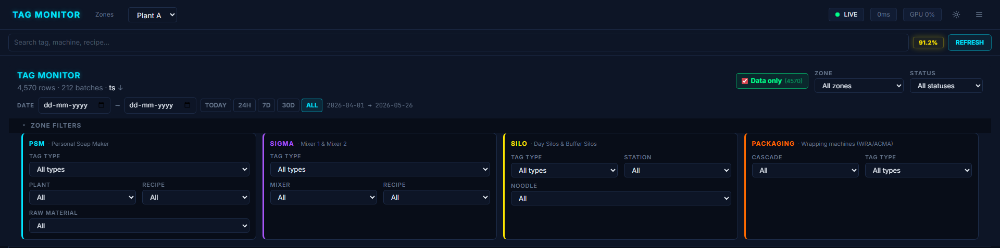 TAG MONITOR Zones Plant A LIVE 0ms GPU 0%
Search tag, machine, recipe... 91.2% REFRESH
TAG MONITOR
4,570 rows · 212 batches · ts ↓
Data only (4570)
ZONE
All zones
STATUS
All statuses
DATE dd-mm-yyyy → dd-mm-yyyy TODAY 24H 7D 30D ALL 2026-04-01 → 2026-05-26
ZONE FILTERS
PSM · Personal Soap Maker
TAG TYPE
All types
PLANT RECIPE
All All
RAW MATERIAL
All
SIGMA · Mixer 1 & Mixer 2
TAG TYPE
All types
MIXER RECIPE
All All
SILO · Day Silos & Buffer Silos
TAG TYPE STATION
All types All
NOODLE
All
PACKAGING · Wrapping machines (WRA/ACMA)
CASCADE TAG TYPE
All All types